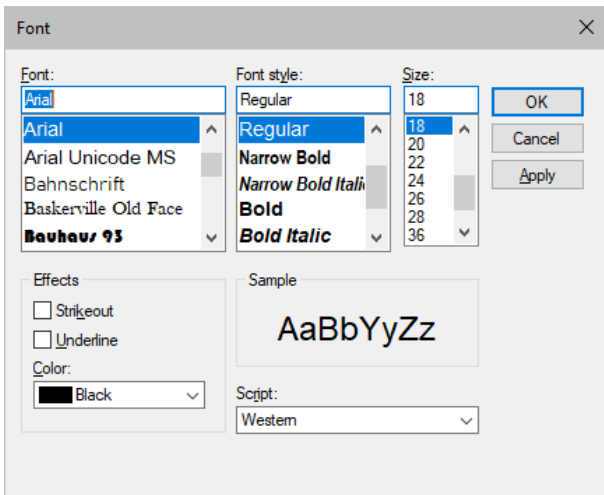 Font
Font:
Arial
Arial
Arial Unicode MS
Bahnschrift
Baskerville Old Face
Bauhaus 93
Font style:
Regular
Regular
Narrow Bold
Narrow Bold Itali
Bold
Bold Italic
Size:
18
18
20
22
24
26
28
36
OK
Cancel
Apply
Effects
Strikeout
Underline
Color:
Black
Sample
AaBbYyZz
Script:
Western